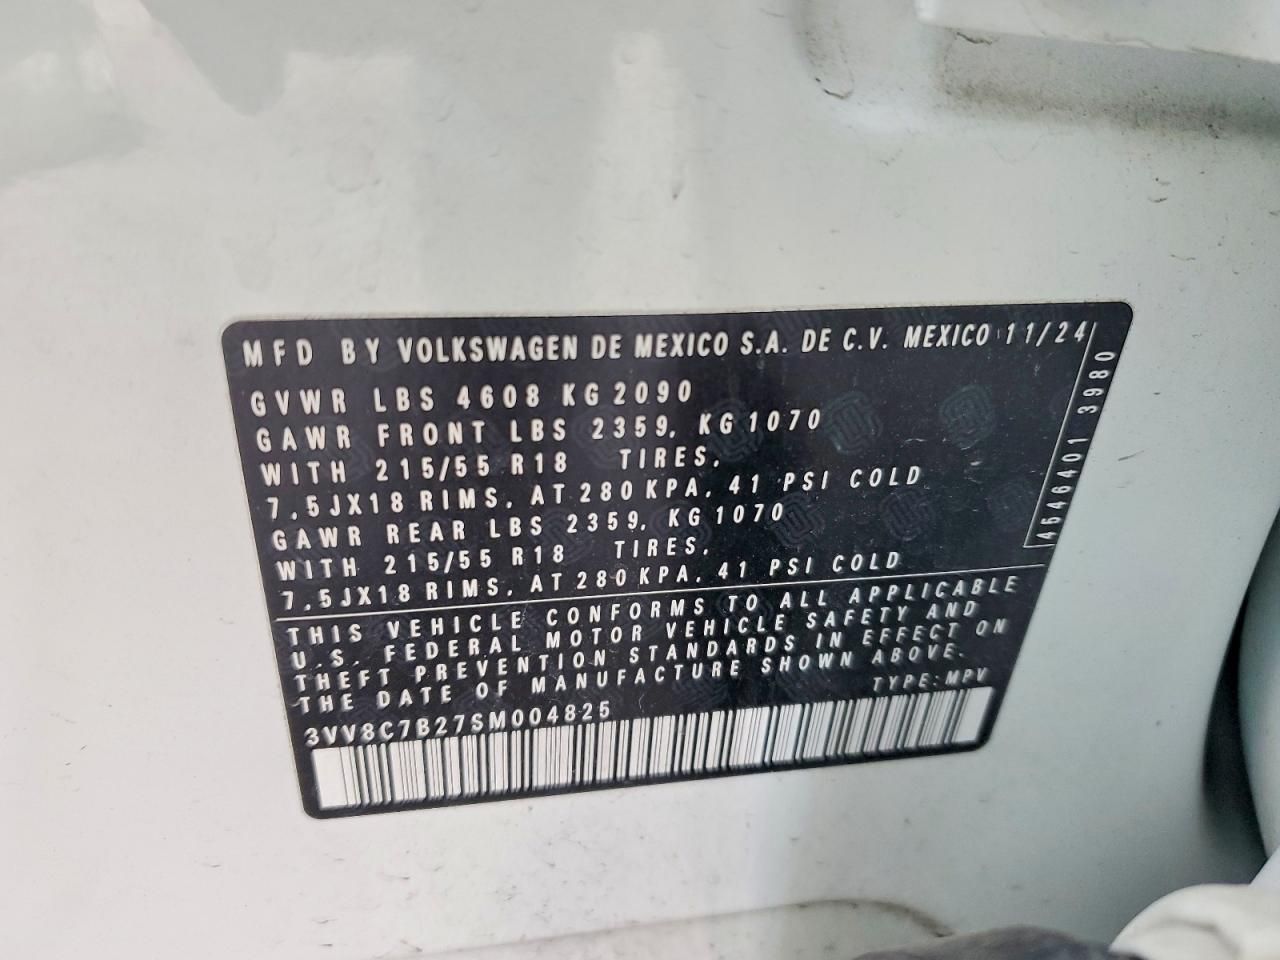 MFD BY VOLKSWAGEN DE MEXICO S.A. DE C.V. MEXICO 11/24
GVWR LBS 4608 KG 2090
GAWR FRONT LBS 2359, KG 1070
WITH 215/55 R18 TIRES,
7.5JX18 RIMS, AT 280 KPA, 41 PSI COLD
GAWR REAR LBS 2359, KG 1070
WITH 215/55 R18 TIRES,
7.5JX18 RIMS, AT 280 KPA, 41 PSI COLD
4546401 3980
THIS VEHICLE CONFORMS TO ALL APPLICABLE
U.S. FEDERAL MOTOR VEHICLE SAFETY AND
THEFT PREVENTION STANDARDS IN EFFECT ON
THE DATE OF MANUFACTURE SHOWN ABOVE.
TYPE: MPV
3VV8C7B27SM004825